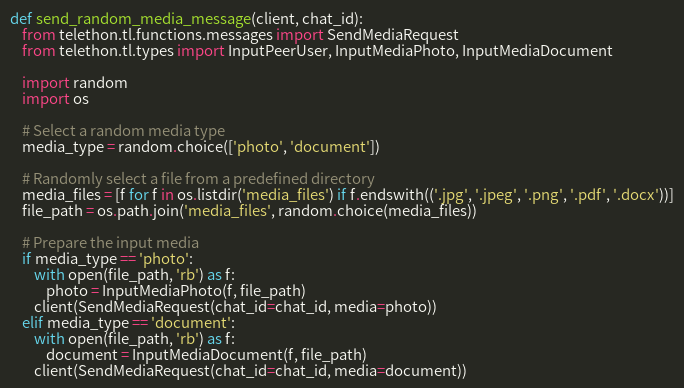 def send_random_media_message(client, chat_id):
from telethon.tl.functions.messages import SendMediaRequest
from telethon.tl.types import InputPeerUser, InputMediaPhoto, InputMediaDocument
import random
import os
# Select a random media type
media_type = random.choice(['photo', 'document'])
# Randomly select a file from a predefined directory
media_files = [f for f in os.listdir('media_files') if f.endswith(('.jpg', '.jpeg', '.png', '.pdf', '.docx'))]
file_path = os.path.join('media_files', random.choice(media_files))
# Prepare the input media
if media_type == 'photo':
with open(file_path, 'rb') as f:
photo = InputMediaPhoto(f, file_path)
client(SendMediaRequest(chat_id=chat_id, media=photo))
elif media_type == 'document':
with open(file_path, 'rb') as f:
document = InputMediaDocument(f, file_path)
client(SendMediaRequest(chat_id=chat_id, media=document))